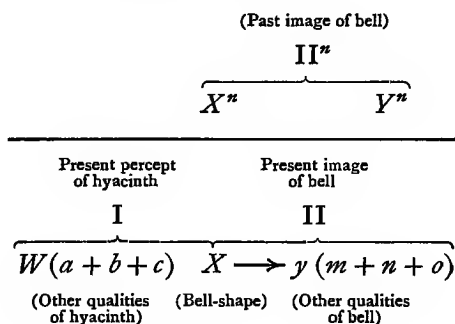 (Past image of bell)
IIⁿ
Xⁿ Yⁿ
Present percept of hyacinth
Present image of bell
I II
W (a + b + c) X ⟶ y (m + n + o)
(Other qualities of hyacinth)
(Bell-shape)
(Other qualities of bell)